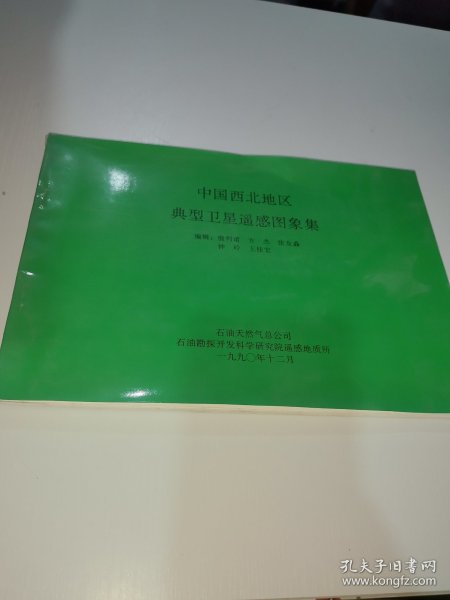 中国西北地区
典型卫星遥感图象集
编辑：
石油天然气总公司
石油勘探开发科学研究院遥感地质所
一九九〇年十二月
孔夫子旧书网
www.kongfz.com